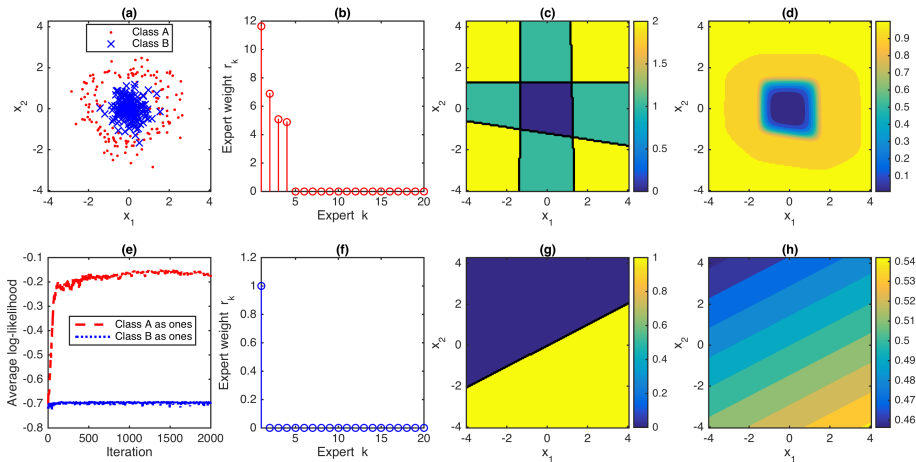 (a)
Class A
Class B
x2
4
2
0
-2
-4
-4 -2 0 2 4
x1
(b)
Expert weight rk
12
10
8
6
4
2
0
5 10 15 20
Expert k
(c)
x2
4
2
0
-2
-4
-4 -2 0 2 4
x1
2
1.5
1
0.5
0
(d)
x2
4
2
0
-2
-4
-4 -2 0 2 4
x1
0.9
0.8
0.7
0.6
0.5
0.4
0.3
0.2
0.1
(e)
Average log-likelihood
-0.1
-0.2
-0.3
-0.4
-0.5
-0.6
-0.7
-0.8
Class A as ones
Class B as ones
0 500 1000 1500 2000
Iteration
(f)
Expert weight rk
1.2
1
0.8
0.6
0.4
0.2
0
5 10 15 20
Expert k
(g)
x2
4
2
0
-2
-4
-4 -2 0 2 4
x1
1
0.8
0.6
0.4
0.2
0
(h)
x2
4
2
0
-2
-4
-4 -2 0 2 4
x1
0.54
0.53
0.52
0.51
0.5
0.49
0.48
0.47
0.46